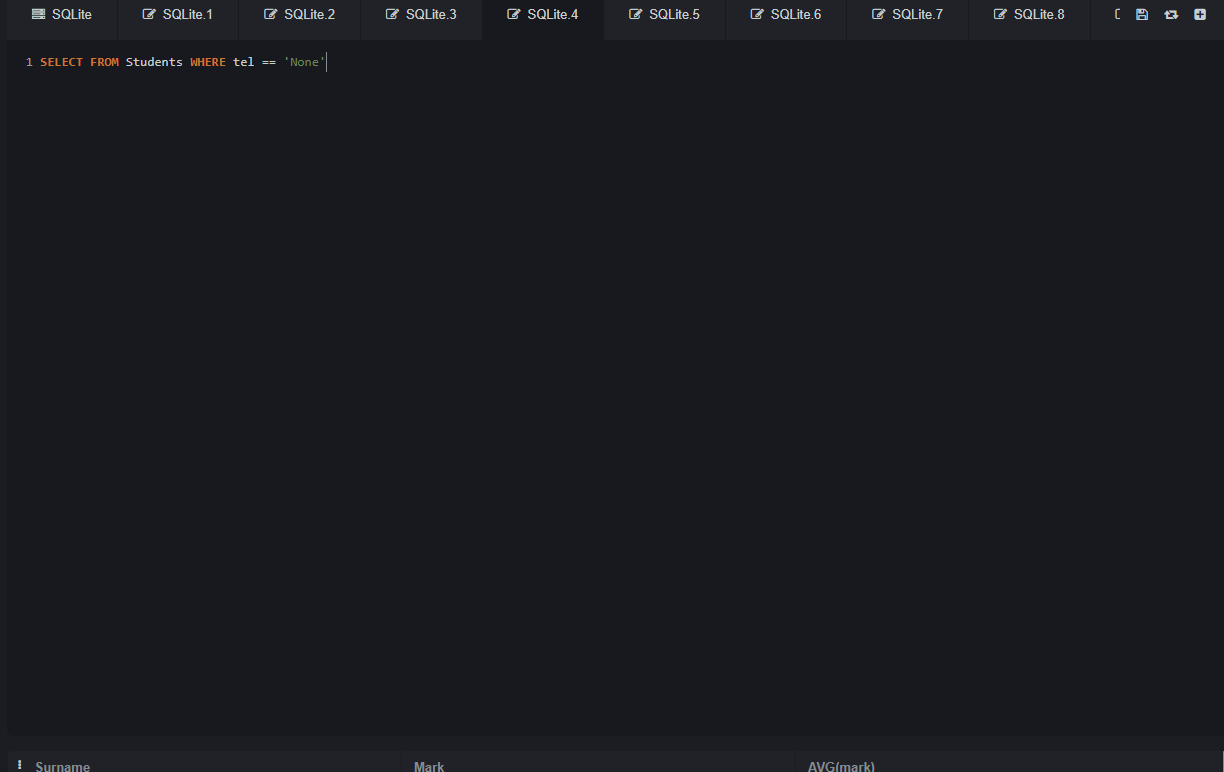 SQLite SQLite.1 SQLite.2 SQLite.3 SQLite.4 SQLite.5 SQLite.6 SQLite.7 SQLite.8
1 SELECT FROM Students WHERE tel == 'None'
Surname Mark AVG(mark)